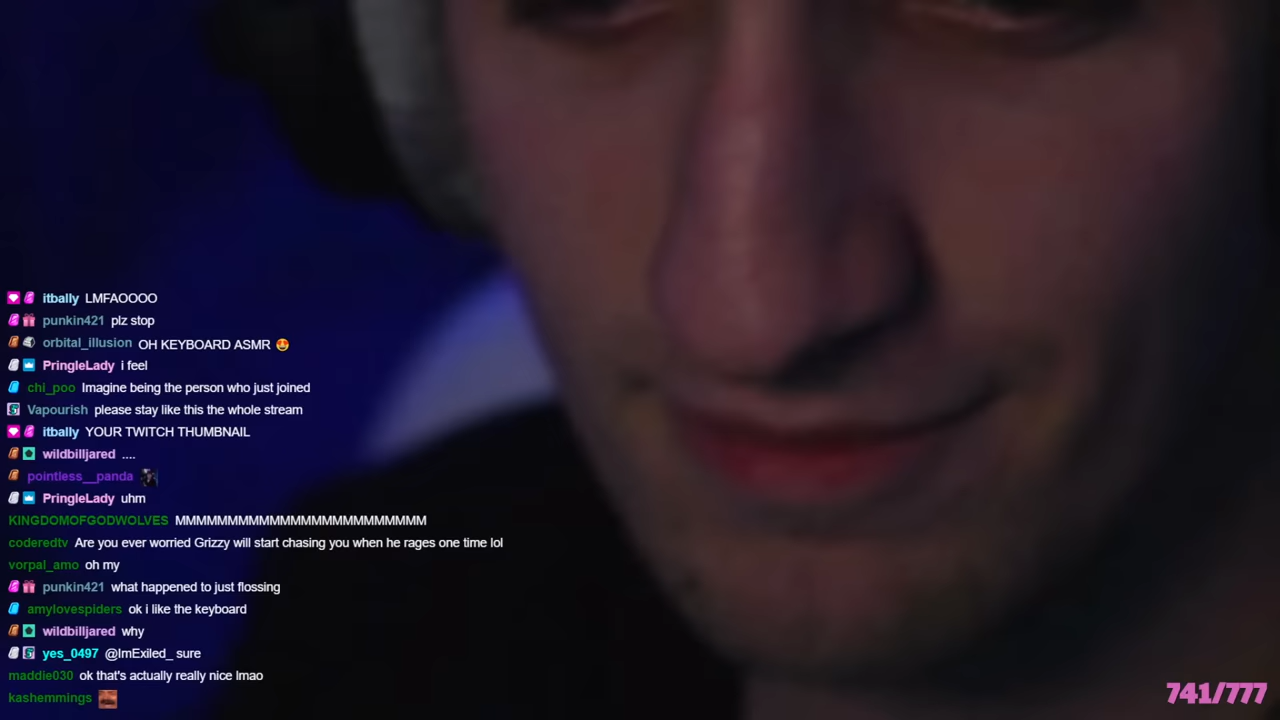 itbally LMFAOOOO
punkin421 plz stop
orbital_illusion OH KEYBOARD ASMR 😍
PringleLady i feel
chi_poo Imagine being the person who just joined
Vapourish please stay like this the whole stream
itbally YOUR TWITCH THUMBNAIL
wildbilljared ....
pointless__panda
PringleLady uhm
KINGDOMOFGODWOLVES MMMMMMMMMMMMMMMMMMMMMMMM
coderedtv Are you ever worried Grizzy will start chasing you when he rages one time lol
vorpal_amo oh my
punkin421 what happened to just flossing
amylovespiders ok i like the keyboard
wildbilljared why
yes_0497 @ImExiled_ sure
maddie030 ok that's actually really nice lmao
kashemmings
741/777